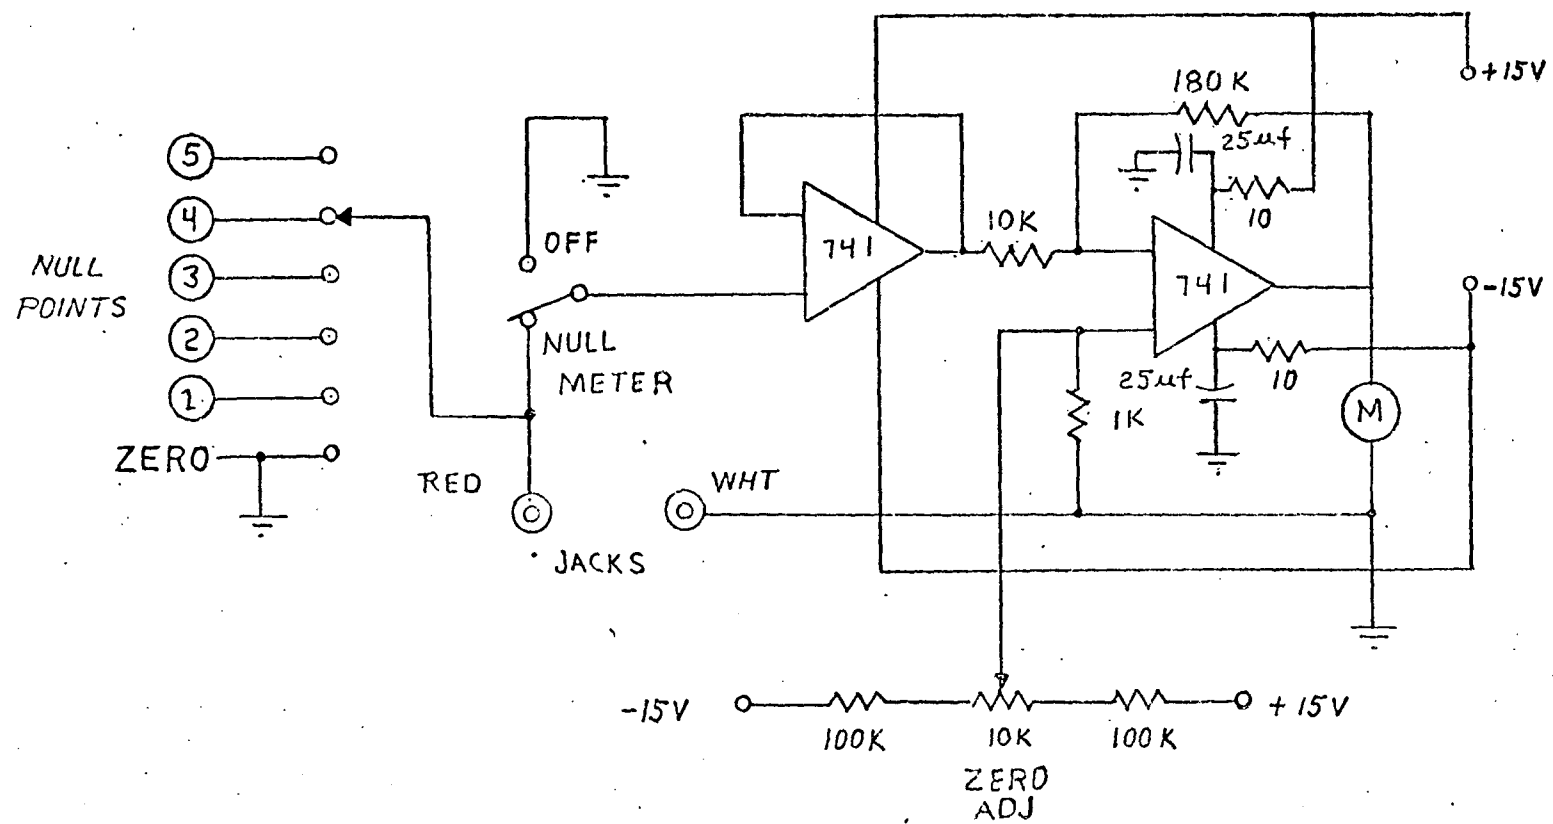 +15V
180K
25uf
10
5
4
OFF
10K
741
NULL
POINTS
3
741
-15V
2
NULL
METER
25uf
10
1
1K
M
ZERO
RED
WHT
JACKS
-15V
+15V
100K
10K
100K
ZERO
ADJ